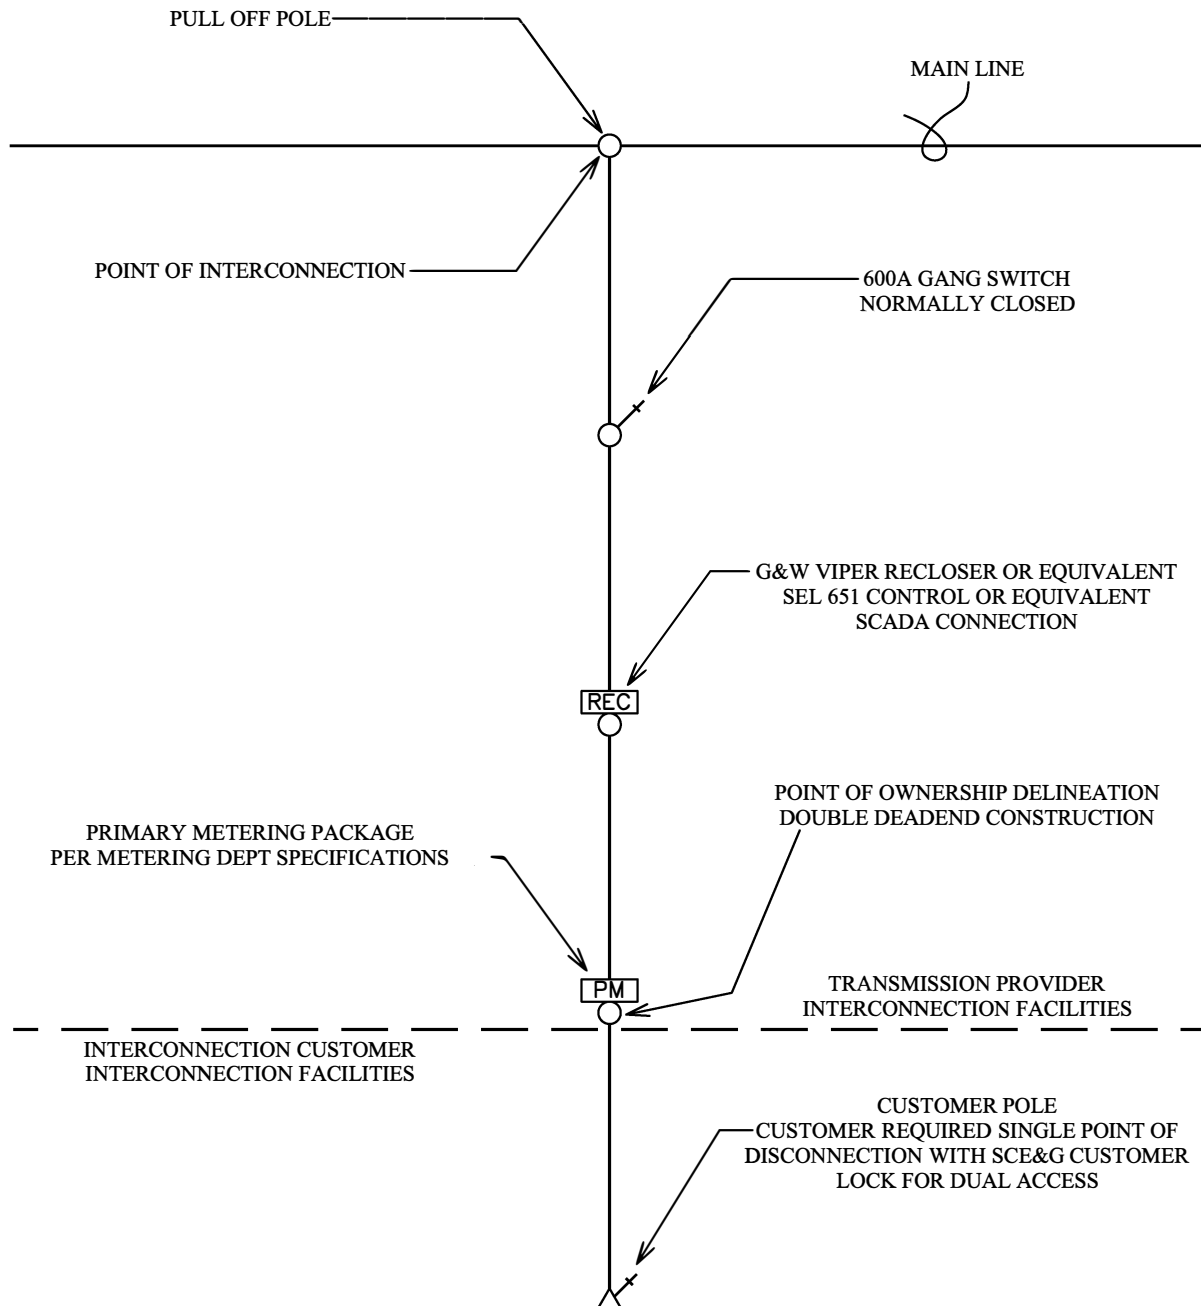 PULL OFF POLE
MAIN LINE
POINT OF INTERCONNECTION
600A GANG SWITCH
NORMALLY CLOSED
G&W VIPER RECLOSER OR EQUIVALENT
SEL 651 CONTROL OR EQUIVALENT
SCADA CONNECTION
REC
POINT OF OWNERSHIP DELINEATION
DOUBLE DEADEND CONSTRUCTION
PRIMARY METERING PACKAGE
PER METERING DEPT SPECIFICATIONS
PM
TRANSMISSION PROVIDER
INTERCONNECTION FACILITIES
INTERCONNECTION CUSTOMER
INTERCONNECTION FACILITIES
CUSTOMER POLE
CUSTOMER REQUIRED SINGLE POINT OF
DISCONNECTION WITH SCE&G CUSTOMER
LOCK FOR DUAL ACCESS